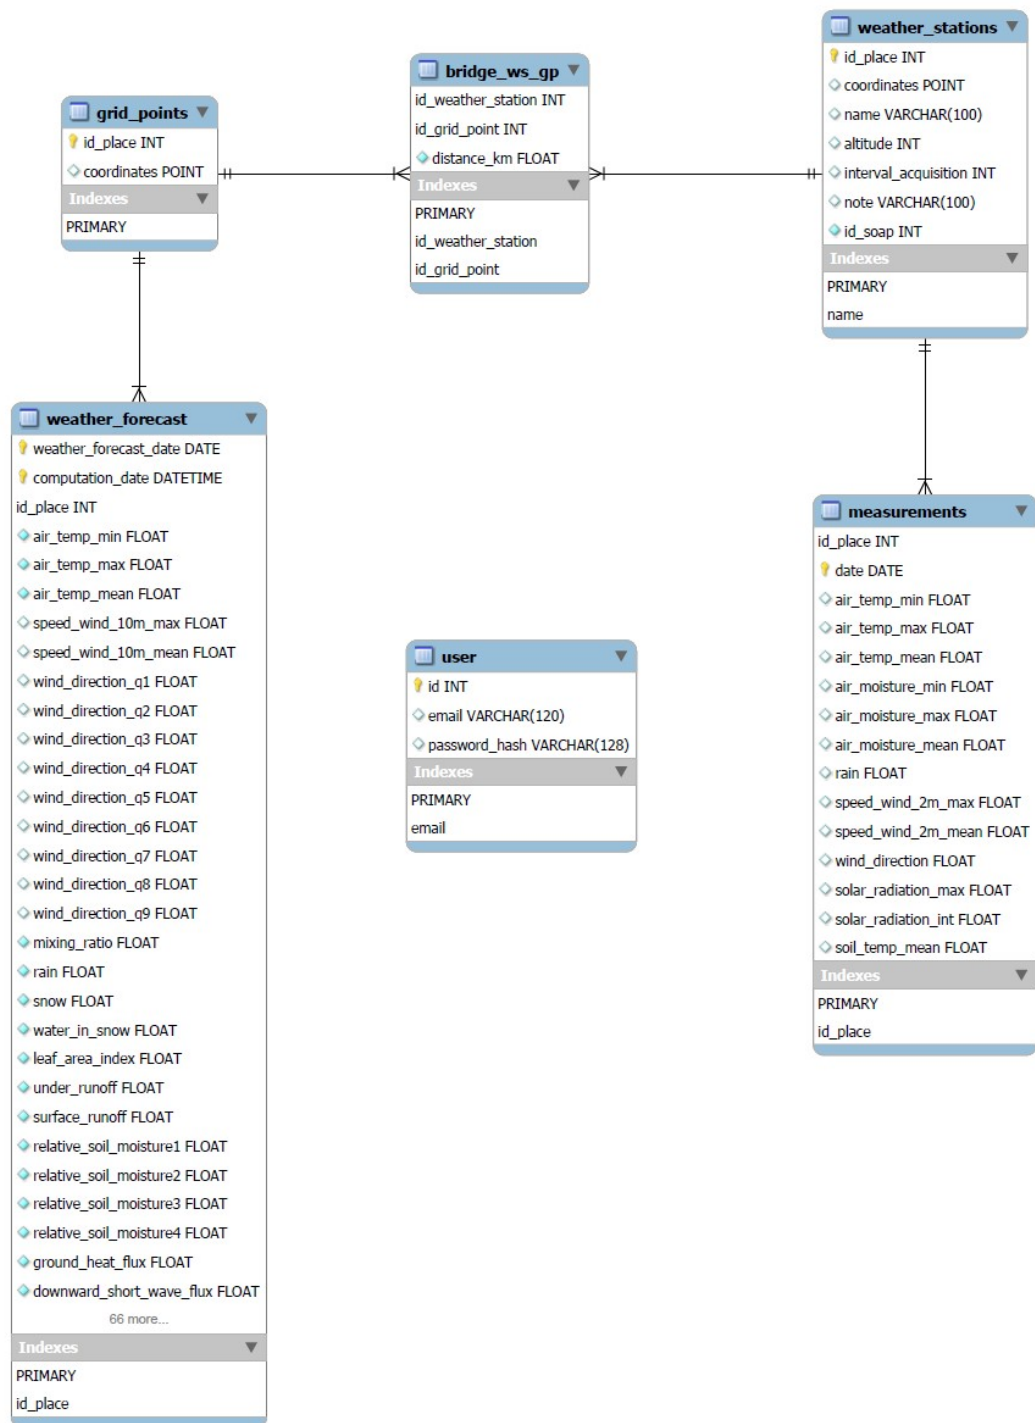 weather_stations
id_place INT
coordinates POINT
name VARCHAR(100)
altitude INT
interval_acquisition INT
note VARCHAR(100)
id_soap INT
Indexes
PRIMARY
name
bridge_ws_gp
id_weather_station INT
id_grid_point INT
distance_km FLOAT
Indexes
PRIMARY
id_weather_station
id_grid_point
grid_points
id_place INT
coordinates POINT
Indexes
PRIMARY
weather_forecast
weather_forecast_date DATE
computation_date DATETIME
id_place INT
air_temp_min FLOAT
air_temp_max FLOAT
air_temp_mean FLOAT
speed_wind_10m_max FLOAT
speed_wind_10m_mean FLOAT
wind_direction_q1 FLOAT
wind_direction_q2 FLOAT
wind_direction_q3 FLOAT
wind_direction_q4 FLOAT
wind_direction_q5 FLOAT
wind_direction_q6 FLOAT
wind_direction_q7 FLOAT
wind_direction_q8 FLOAT
wind_direction_q9 FLOAT
mixing_ratio FLOAT
rain FLOAT
snow FLOAT
water_in_snow FLOAT
leaf_area_index FLOAT
under_runoff FLOAT
surface_runoff FLOAT
relative_soil_moisture1 FLOAT
relative_soil_moisture2 FLOAT
relative_soil_moisture3 FLOAT
relative_soil_moisture4 FLOAT
ground_heat_flux FLOAT
downward_short_wave_flux FLOAT
66 more...
Indexes
PRIMARY
id_place
user
id INT
email VARCHAR(120)
password_hash VARCHAR(128)
Indexes
PRIMARY
email
measurements
id_place INT
date DATE
air_temp_min FLOAT
air_temp_max FLOAT
air_temp_mean FLOAT
air_moisture_min FLOAT
air_moisture_max FLOAT
air_moisture_mean FLOAT
rain FLOAT
speed_wind_2m_max FLOAT
speed_wind_2m_mean FLOAT
wind_direction FLOAT
solar_radiation_max FLOAT
solar_radiation_int FLOAT
soil_temp_mean FLOAT
Indexes
PRIMARY
id_place